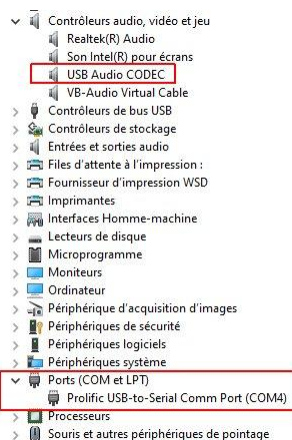 Contrôleurs audio, vidéo et jeu
Realtek(R) Audio
Son Intel(R) pour écrans
USB Audio CODEC
VB-Audio Virtual Cable
Contrôleurs de bus USB
Contrôleurs de stockage
Entrées et sorties audio
Files d'attente à l'impression :
Fournisseur d'impression WSD
Imprimantes
Interfaces Homme-machine
Lecteurs de disque
Microprogramme
Moniteurs
Ordinateur
Périphérique d'acquisition d'images
Périphériques de sécurité
Périphériques logiciels
Périphériques système
Ports (COM et LPT)
Prolific USB-to-Serial Comm Port (COM4)
Processeurs
Souris et autres périphériques de pointage